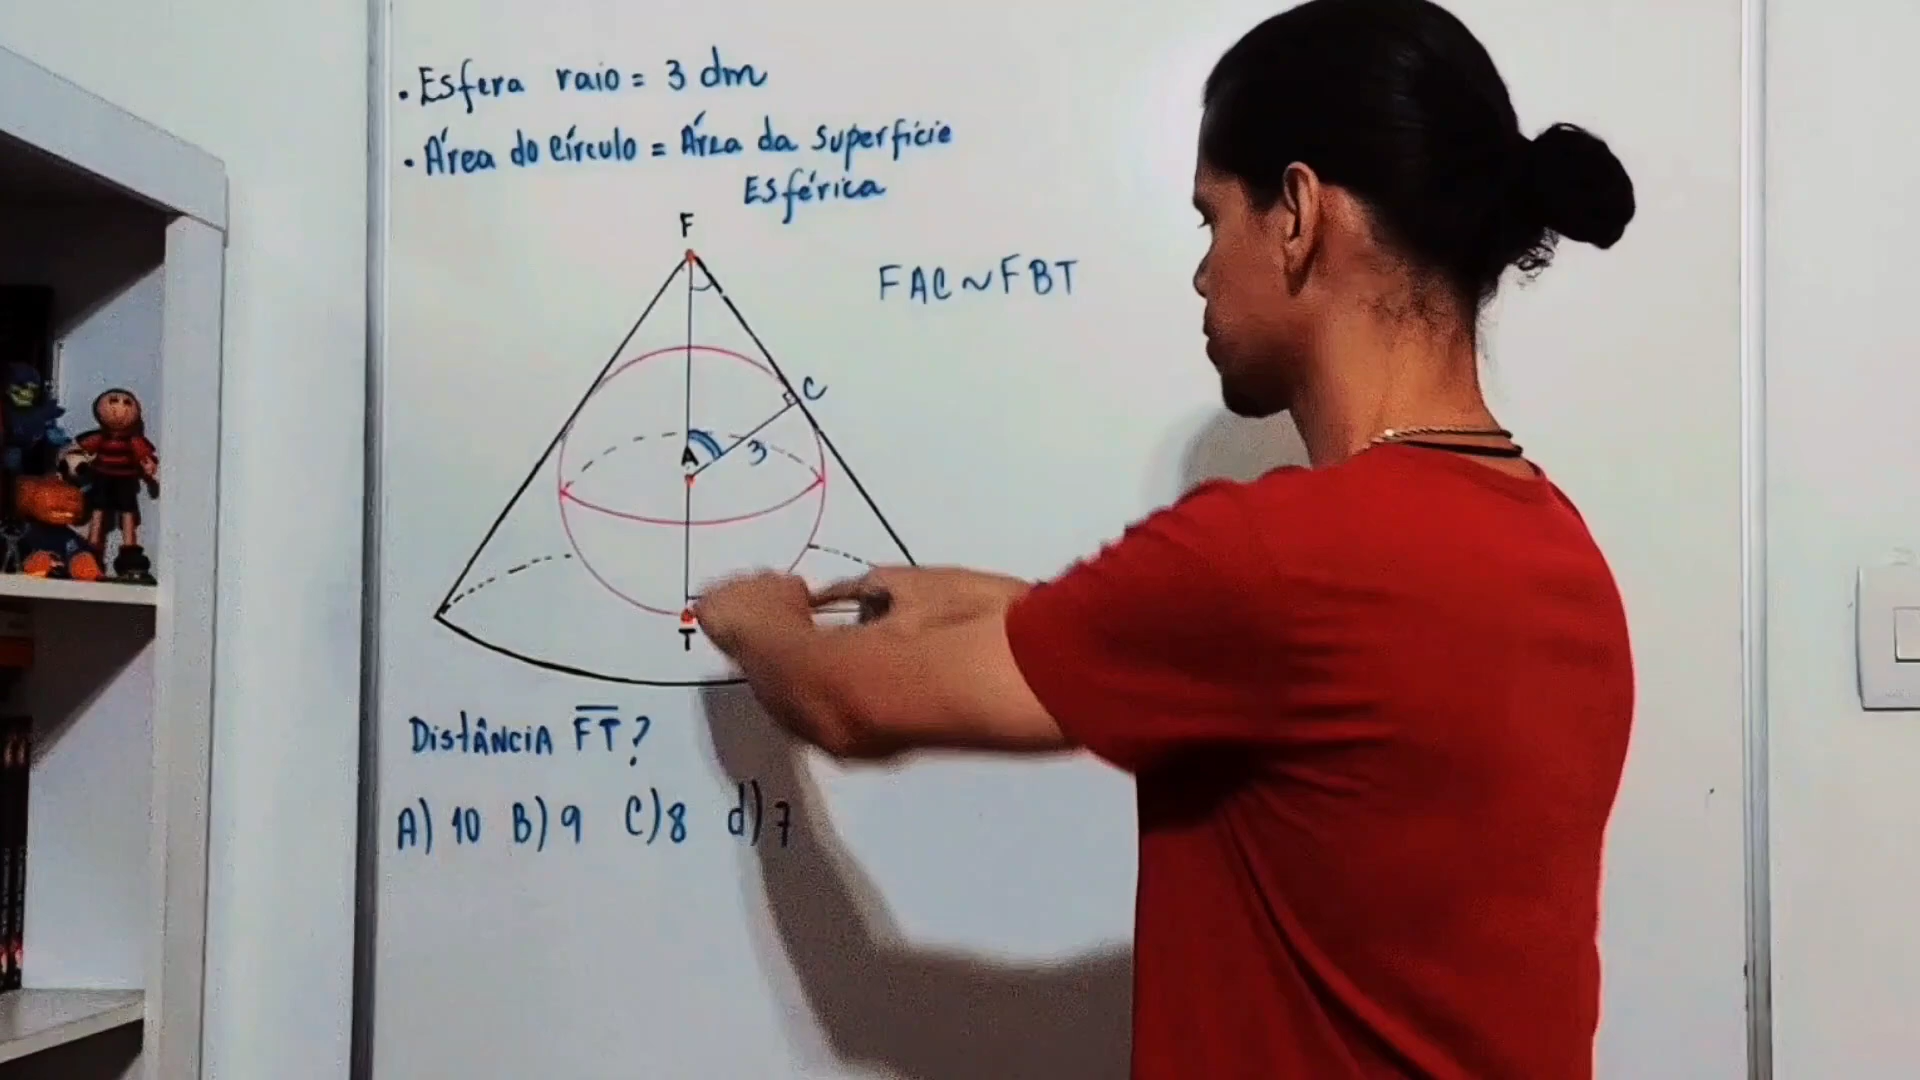 • Esfera raio = 3 dm
• Área do círculo = Área da superfície
Esférica
F
FAC ~ FBT
C
A
3
T
Distância FT?
A) 10 B) 9 C) 8 d) 7